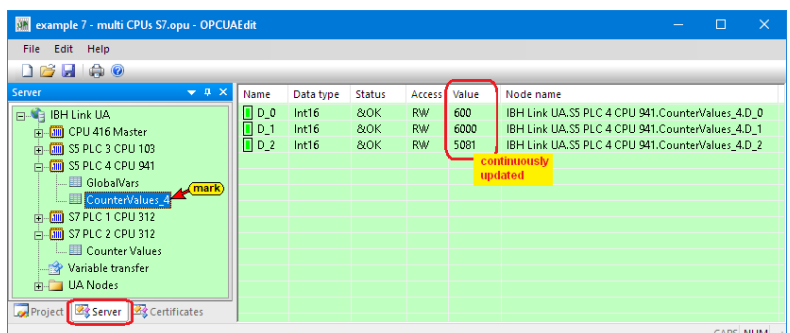 example 7 - multi CPUs S7.opu - OPCUAEdit
File Edit Help
Server
IBH Link UA
CPU 416 Master
S5 PLC 3 CPU 103
S5 PLC 4 CPU 941
GlobalVars
CounterValues_4
mark
S7 PLC 1 CPU 312
S7 PLC 2 CPU 312
Counter Values
Variable transfer
UA Nodes
Project Server Certificates
Name Data type Status Access Value Node name
D_0 Int16 &OK RW 600 IBH Link UA.S5 PLC 4 CPU 941.CounterValues_4.D_0
D_1 Int16 &OK RW 6000 IBH Link UA.S5 PLC 4 CPU 941.CounterValues_4.D_1
D_2 Int16 &OK RW 5081 IBH Link UA.S5 PLC 4 CPU 941.CounterValues_4.D_2
continuously
updated
CAPS NUM